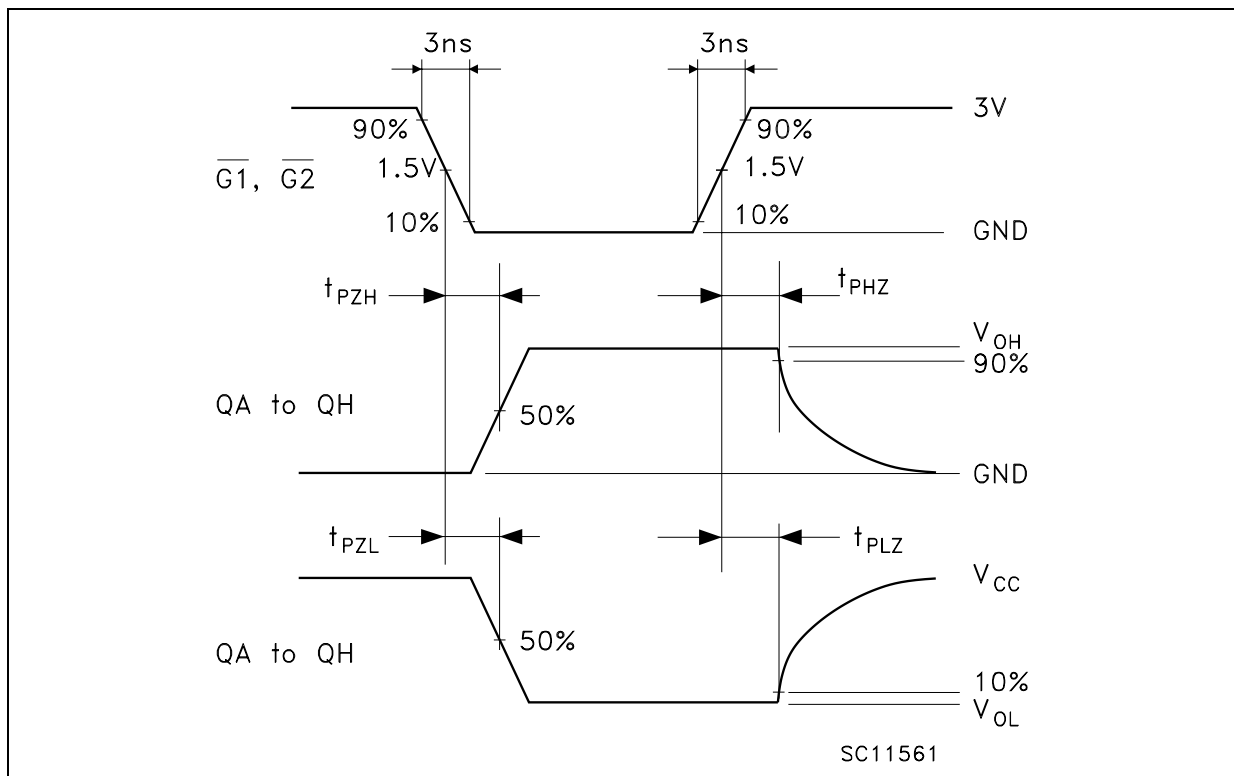 3ns 3ns
3V
90% 90%
G1, G2 1.5V 1.5V
10% 10%
GND
tPZH tPHZ
VOH
90%
QA to QH 50%
GND
tPZL tPLZ
VCC
QA to QH 50%
10%
VOL
SC11561